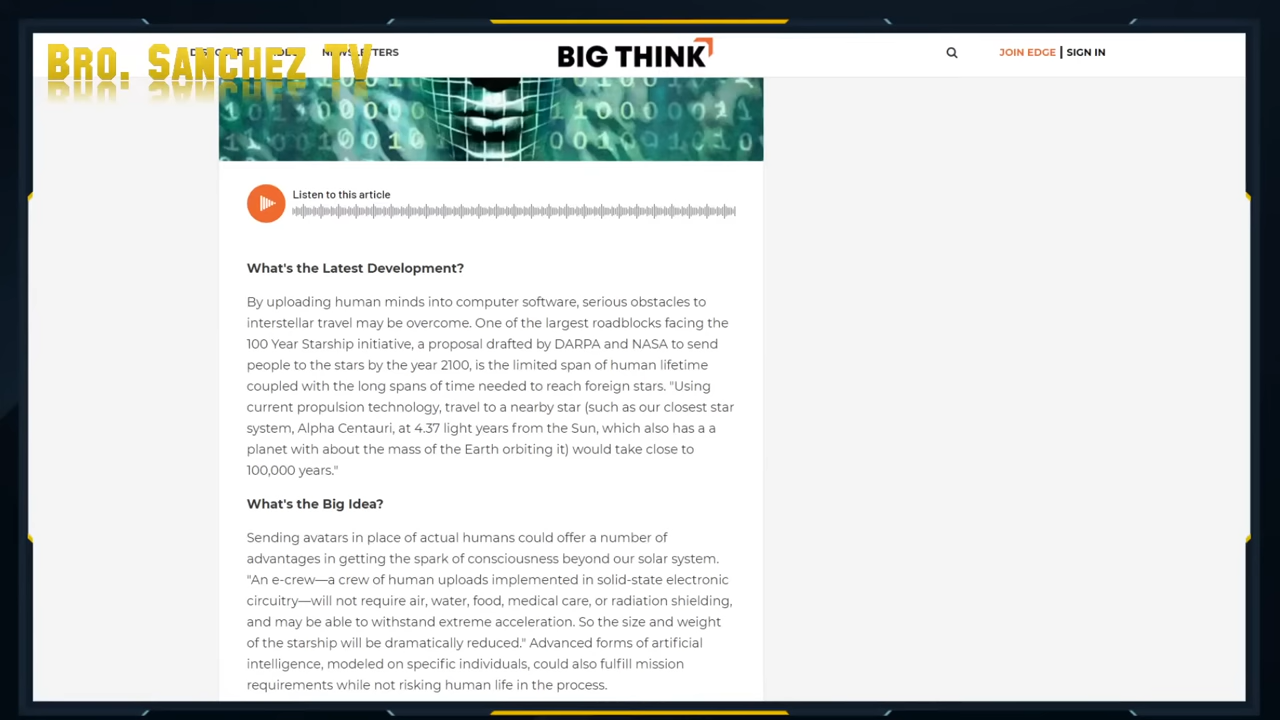 Bro. Sanchez TV
NEWSLETTERS
BIG THINK
JOIN EDGE | SIGN IN
Listen to this article
What's the Latest Development?
By uploading human minds into computer software, serious obstacles to
interstellar travel may be overcome. One of the largest roadblocks facing the
100 Year Starship initiative, a proposal drafted by DARPA and NASA to send
people to the stars by the year 2100, is the limited span of human lifetime
coupled with the long spans of time needed to reach foreign stars. "Using
current propulsion technology, travel to a nearby star (such as our closest star
system, Alpha Centauri, at 4.37 light years from the Sun, which also has a a
planet with about the mass of the Earth orbiting it) would take close to
100,000 years."
What's the Big Idea?
Sending avatars in place of actual humans could offer a number of
advantages in getting the spark of consciousness beyond our solar system.
"An e-crew—a crew of human uploads implemented in solid-state electronic
circuitry—will not require air, water, food, medical care, or radiation shielding,
and may be able to withstand extreme acceleration. So the size and weight
of the starship will be dramatically reduced." Advanced forms of artificial
intelligence, modeled on specific individuals, could also fulfill mission
requirements while not risking human life in the process.